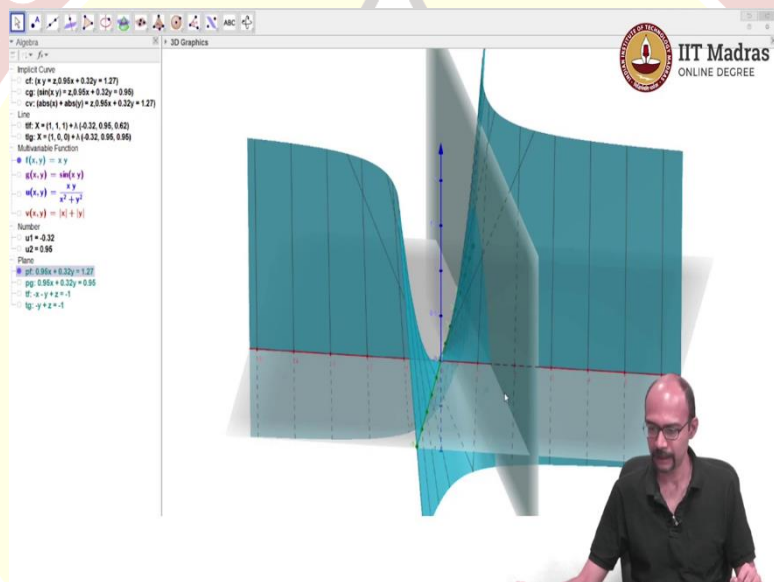 ABC
Algebra
3D Graphics
Implicit Curve
cf: (x y = z,0.95x + 0.32y = 1.27)
cg: (sin(x y) = z,0.95x + 0.32y = 0.95)
cv: (abs(x) + abs(y) = z,0.95x + 0.32y = 1.27)
Line
tlf: X = (1, 1, 1) + λ (-0.32, 0.95, 0.62)
tlg: X = (1, 0, 0) + λ (-0.32, 0.95, 0.95)
Multivariable Function
f(x, y) = x y
g(x, y) = sin(x y)
u(x, y) = x y / x² + y²
v(x, y) = |x| + |y|
Number
u1 = -0.32
u2 = 0.95
Plane
pf: 0.95x + 0.32y = 1.27
pg: 0.95x + 0.32y = 0.95
tf: -x - y + z = -1
tg: -y + z = -1
IIT Madras
ONLINE DEGREE